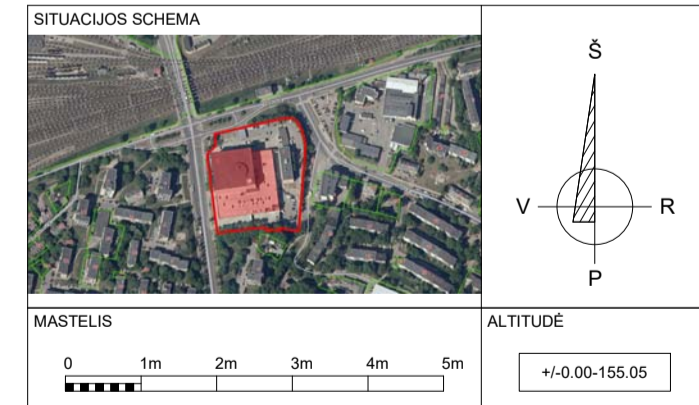 SITUACIJOS SCHEMA
Š
V R
P
MASTELIS
0 1m 2m 3m 4m 5m
ALTITUDĖ
+/-0.00-155.05